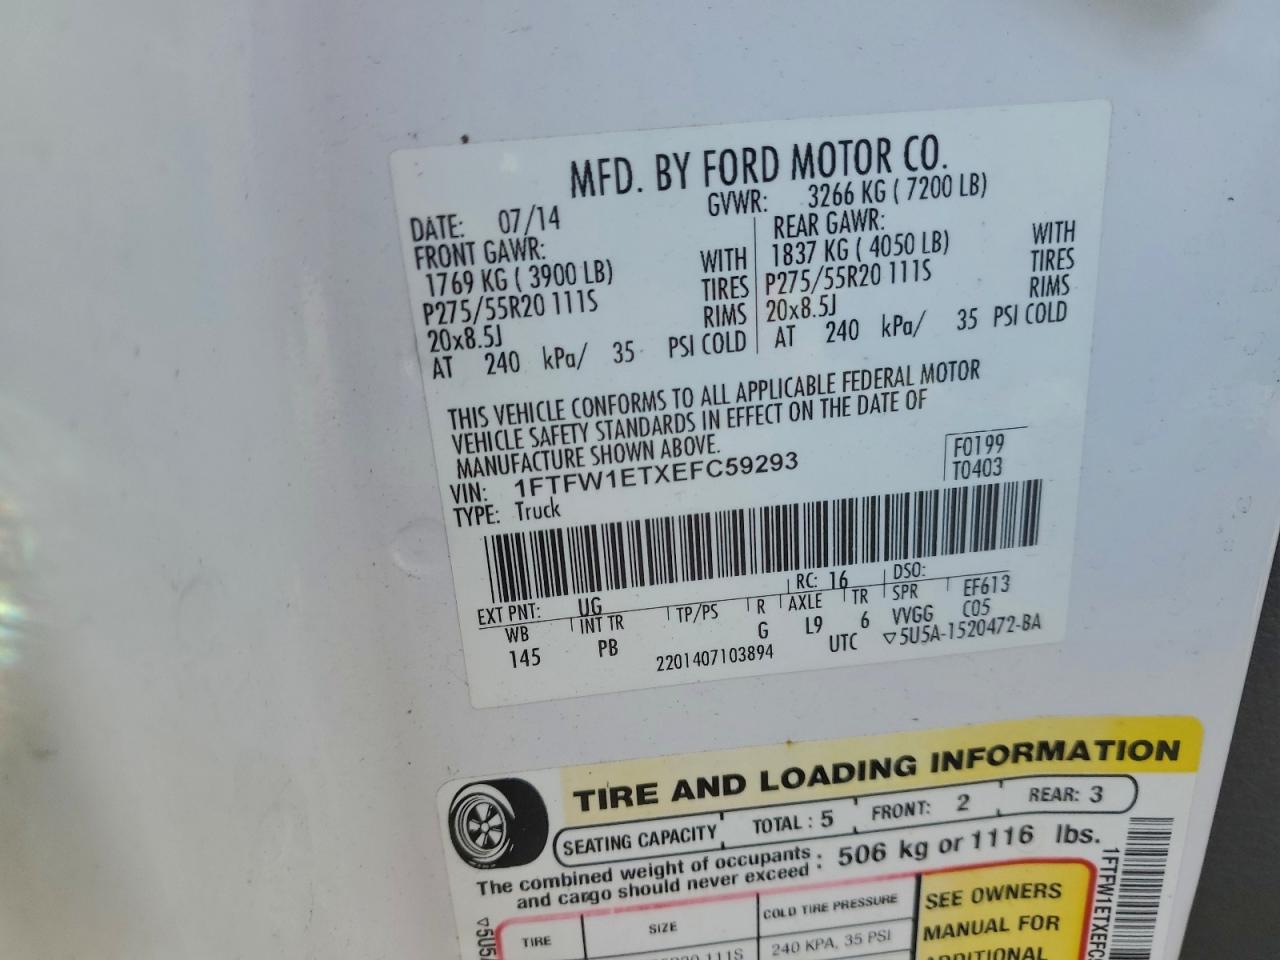 MFD. BY FORD MOTOR CO.
DATE: 07/14 GVWR: 3266 KG ( 7200 LB)
FRONT GAWR: REAR GAWR:
1769 KG ( 3900 LB) WITH 1837 KG ( 4050 LB) WITH
P275/55R20 111S TIRES P275/55R20 111S TIRES
20x8.5J RIMS 20x8.5J RIMS
AT 240 kPa/ 35 PSI COLD AT 240 kPa/ 35 PSI COLD
THIS VEHICLE CONFORMS TO ALL APPLICABLE FEDERAL MOTOR
VEHICLE SAFETY STANDARDS IN EFFECT ON THE DATE OF
MANUFACTURE SHOWN ABOVE.
VIN: 1FTFW1ETXEFC59293
TYPE: Truck
F0199
T0403
EXT PNT: UG RC: 16 DSO:
WB INT TR TP/PS R AXLE TR SPR EF613
145 PB G L9 6 VVGG C05
2201407103894 UTC ▽5U5A-1520472-BA
TIRE AND LOADING INFORMATION
SEATING CAPACITY TOTAL : 5 FRONT: 2 REAR: 3
The combined weight of occupants : 506 kg or 1116 lbs.
and cargo should never exceed :
TIRE SIZE COLD TIRE PRESSURE
111S 240 KPA, 35 PSI
SEE OWNERS
MANUAL FOR
ADDITIONAL
1FTFW1ETXEFC
▽5U5